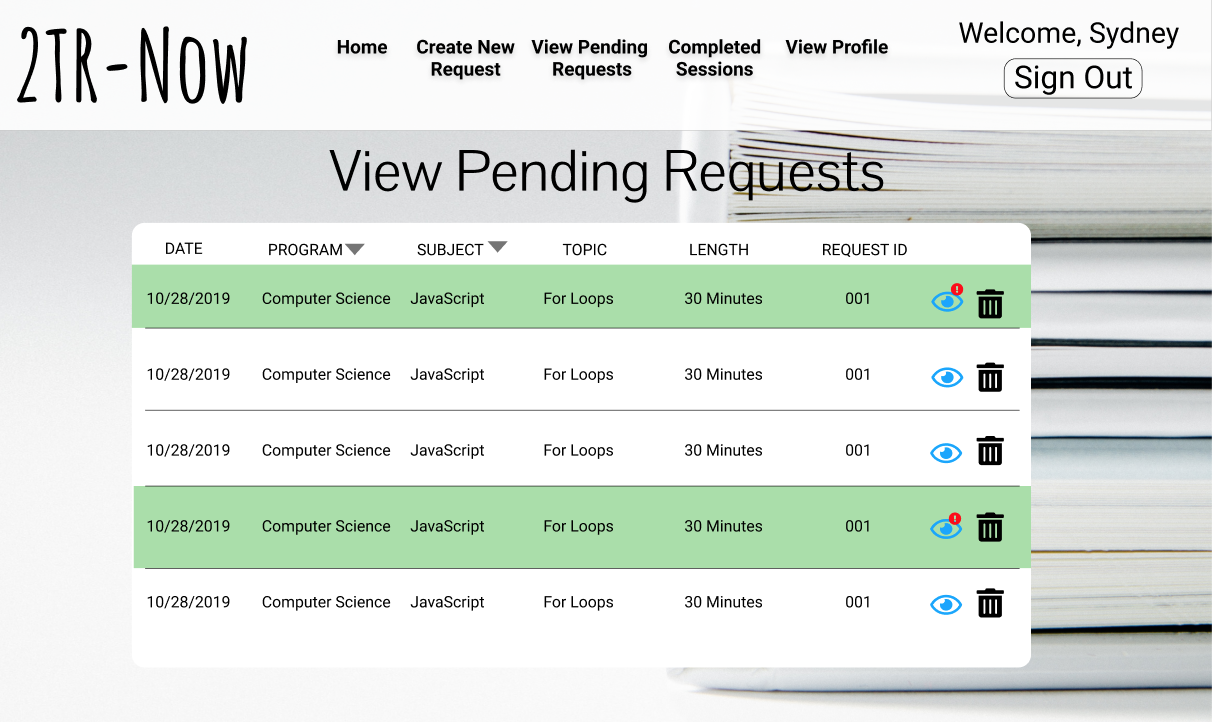 2TR-Now
Home
Create New
Request
View Pending
Requests
Completed
Sessions
View Profile
Welcome, Sydney
Sign Out
View Pending Requests
DATE PROGRAM SUBJECT TOPIC LENGTH REQUEST ID
10/28/2019 Computer Science JavaScript For Loops 30 Minutes 001
10/28/2019 Computer Science JavaScript For Loops 30 Minutes 001
10/28/2019 Computer Science JavaScript For Loops 30 Minutes 001
10/28/2019 Computer Science JavaScript For Loops 30 Minutes 001
10/28/2019 Computer Science JavaScript For Loops 30 Minutes 001